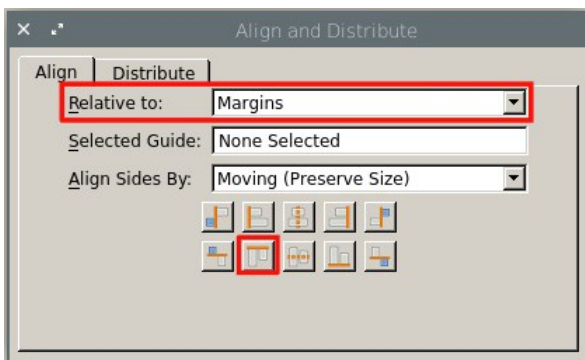 Align and Distribute
Align Distribute
Relative to: Margins
Selected Guide: None Selected
Align Sides By: Moving (Preserve Size)